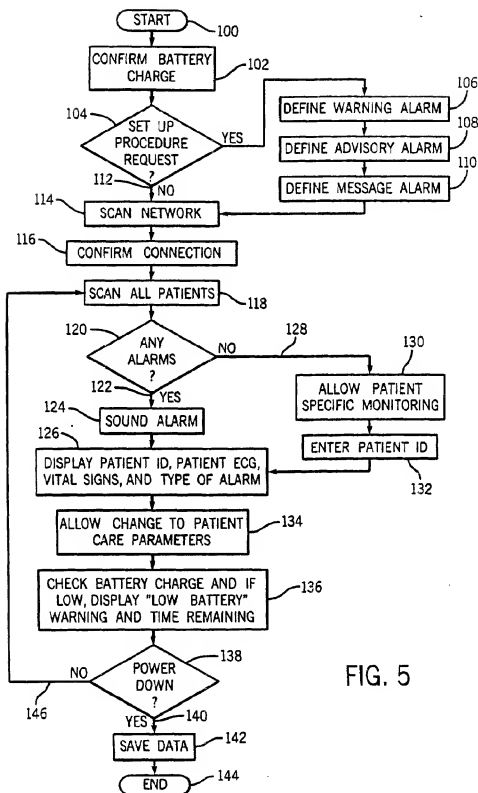 START
100
CONFIRM BATTERY
CHARGE
102
104
SET UP
PROCEDURE
REQUEST
?
YES
106
DEFINE WARNING ALARM
108
DEFINE ADVISORY ALARM
110
DEFINE MESSAGE ALARM
112
NO
114
SCAN NETWORK
116
CONFIRM CONNECTION
SCAN ALL PATIENTS
118
120
ANY
ALARMS
?
NO
128
122
YES
130
ALLOW PATIENT
SPECIFIC MONITORING
124
SOUND ALARM
126
ENTER PATIENT ID
132
DISPLAY PATIENT ID, PATIENT ECG,
VITAL SIGNS, AND TYPE OF ALARM
ALLOW CHANGE TO PATIENT
CARE PARAMETERS
134
CHECK BATTERY CHARGE AND IF
LOW, DISPLAY "LOW BATTERY"
WARNING AND TIME REMAINING
136
138
POWER
DOWN
?
NO
146
YES
140
SAVE DATA
142
END
144
FIG. 5